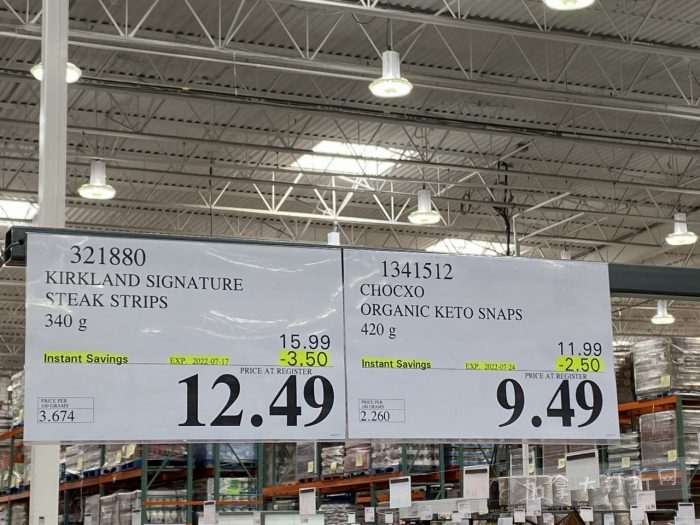 321880
KIRKLAND SIGNATURE
STEAK STRIPS
340 g
15.99
Instant Savings EXP. 2022-07-17 -3.50
PRICE AT REGISTER
12.49
PRICE PER
100 GRAMS
3.674
1341512
CHOCXO
ORGANIC KETO SNAPS
420 g
11.99
Instant Savings EXP. 2022-07-24 -2.50
PRICE AT REGISTER
9.49
PRICE PER
100 GRAMS
2.260